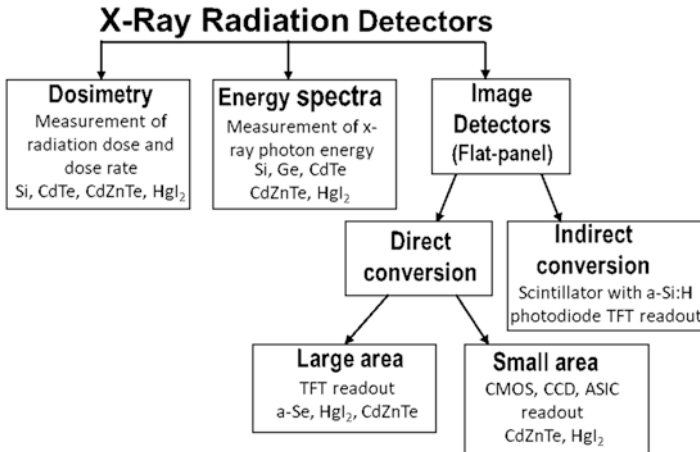 X-Ray Radiation Detectors
Dosimetry
Measurement of
radiation dose and
dose rate
Si, CdTe, CdZnTe, HgI₂
Energy spectra
Measurement of x-
ray photon energy
Si, Ge, CdTe
CdZnTe, HgI₂
Image
Detectors
(Flat-panel)
Direct
conversion
Indirect
conversion
Scintillator with a-Si:H
photodiode TFT readout
Large area
TFT readout
a-Se, HgI₂, CdZnTe
Small area
CMOS, CCD, ASIC
readout
CdZnTe, HgI₂